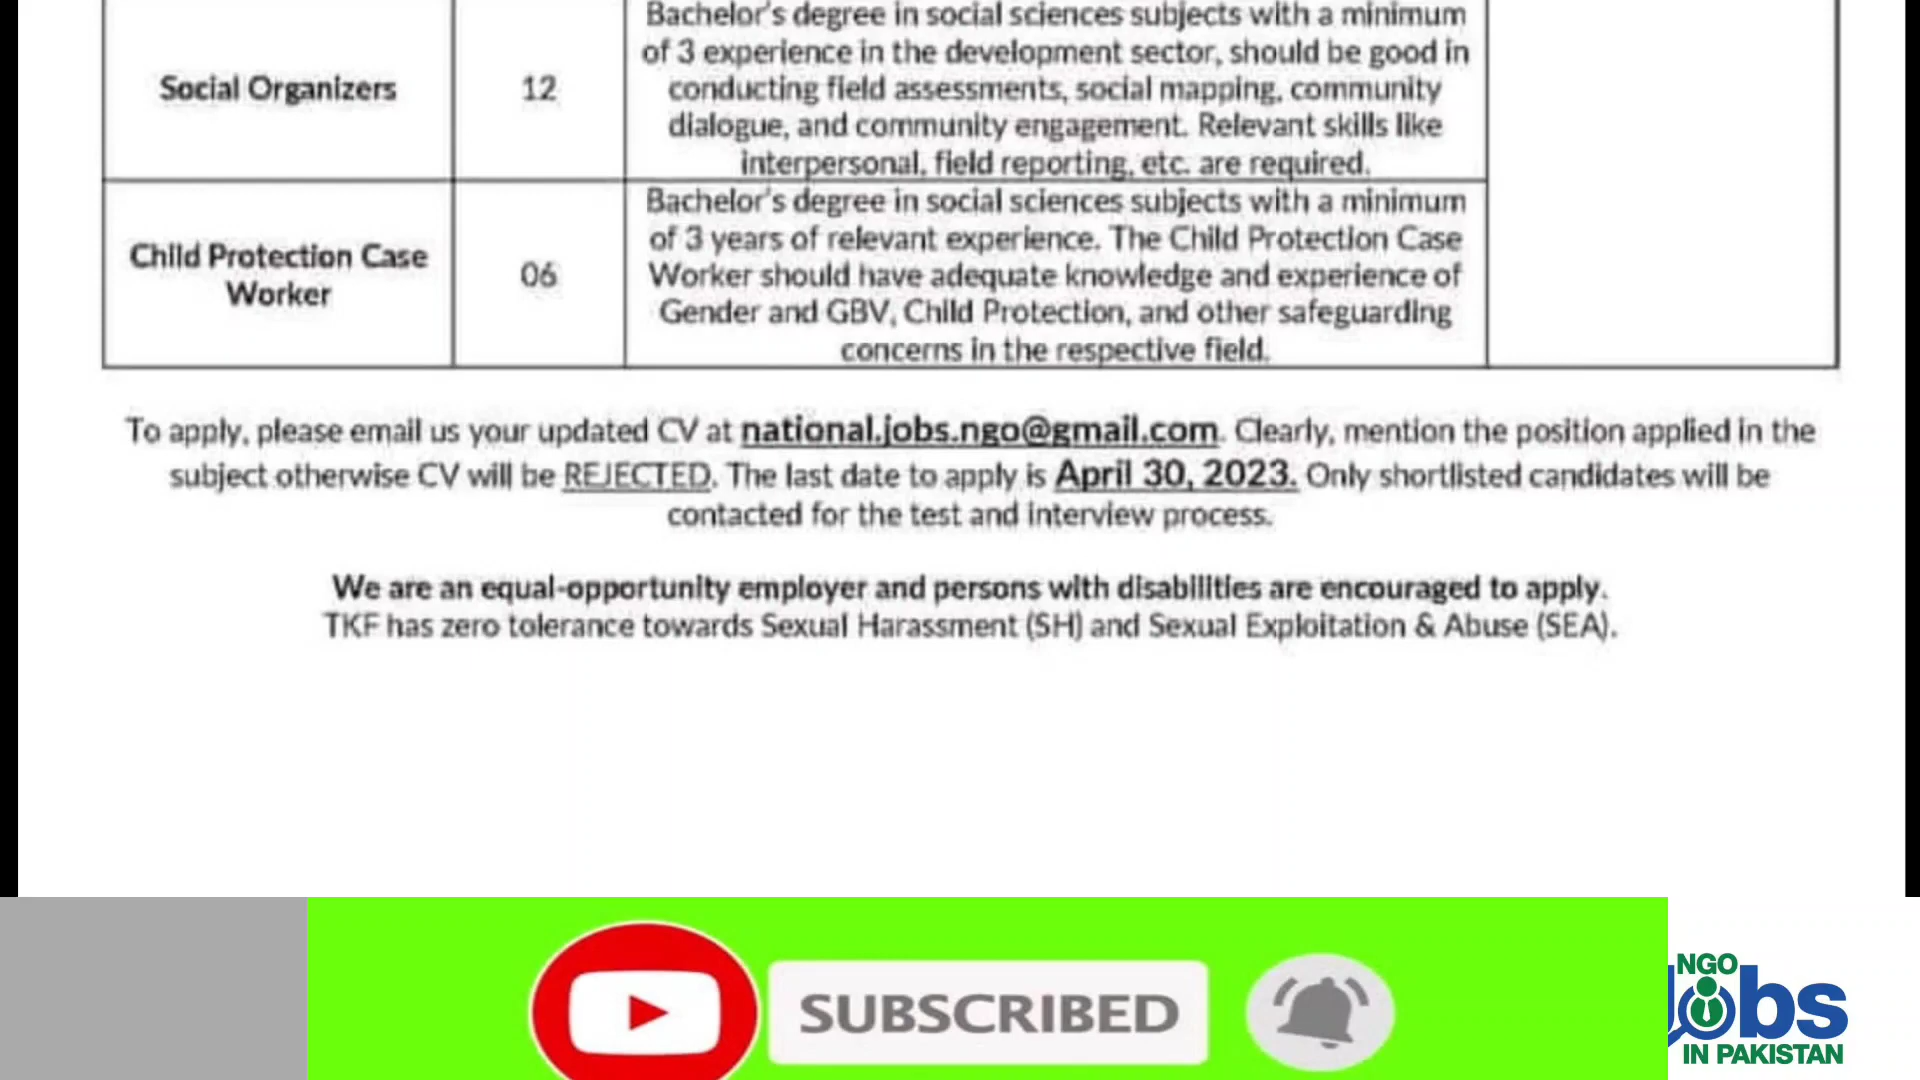 Bachelor's degree in social sciences subjects with a minimum
of 3 experience in the development sector, should be good in
Social Organizers 12 conducting field assessments, social mapping, community
dialogue, and community engagement. Relevant skills like
interpersonal, field reporting, etc. are required.
Bachelor's degree in social sciences subjects with a minimum
of 3 years of relevant experience. The Child Protection Case
Child Protection Case
Worker
06
Worker should have adequate knowledge and experience of
Gender and GBV, Child Protection, and other safeguarding
concerns in the respective field.
To apply, please email us your updated CV at national.jobs.ngo@gmail.com. Clearly, mention the position applied in the
subject otherwise CV will be REJECTED. The last date to apply is April 30, 2023. Only shortlisted candidates will be
contacted for the test and interview process.
We are an equal-opportunity employer and persons with disabilities are encouraged to apply.
TKF has zero tolerance towards Sexual Harassment (SH) and Sexual Exploitation & Abuse (SEA).
SUBSCRIBED
NGO
Jobs
IN PAKISTAN